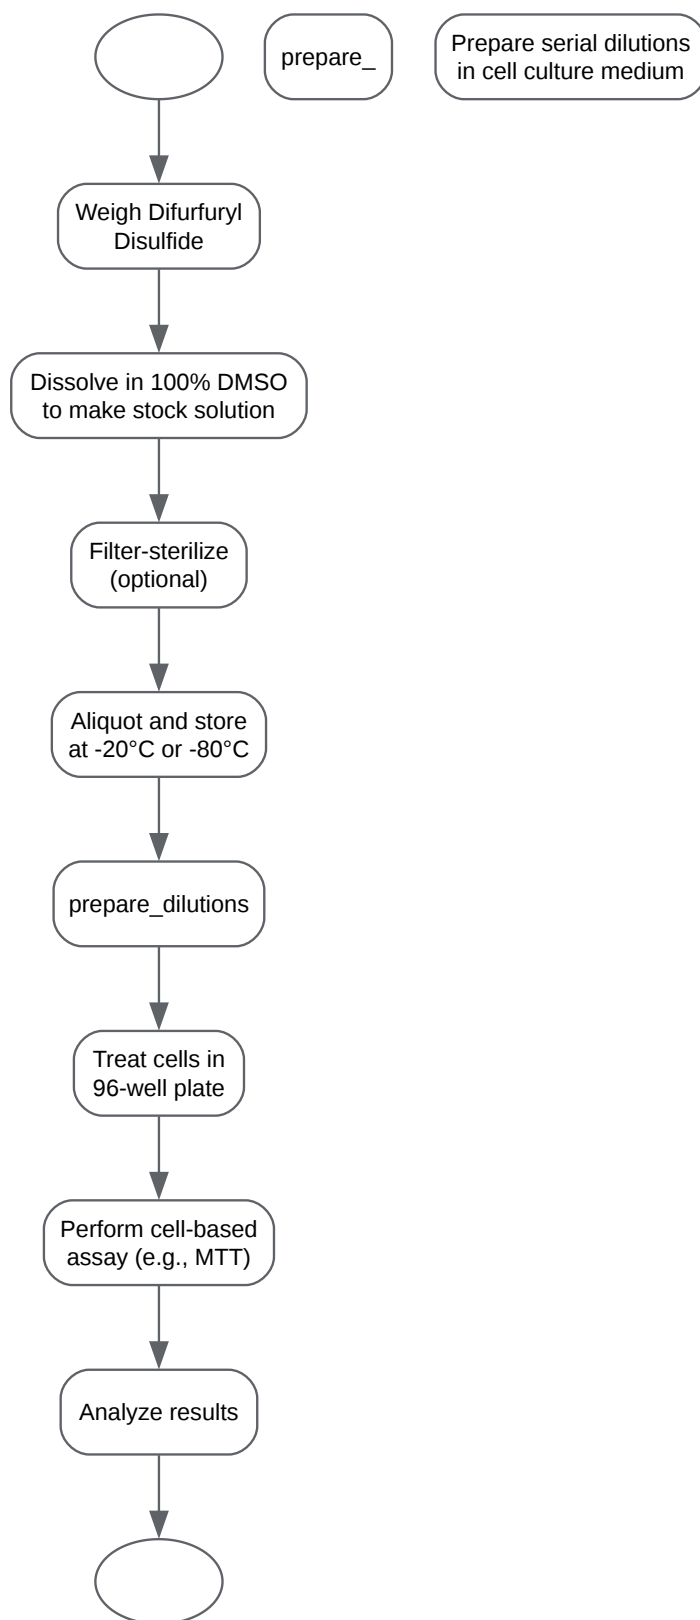 prepare_
Prepare serial dilutions
in cell culture medium
Weigh Difurfuryl
Disulfide
Dissolve in 100% DMSO
to make stock solution
Filter-sterilize
(optional)
Aliquot and store
at -20°C or -80°C
prepare_dilutions
Treat cells in
96-well plate
Perform cell-based
assay (e.g., MTT)
Analyze results